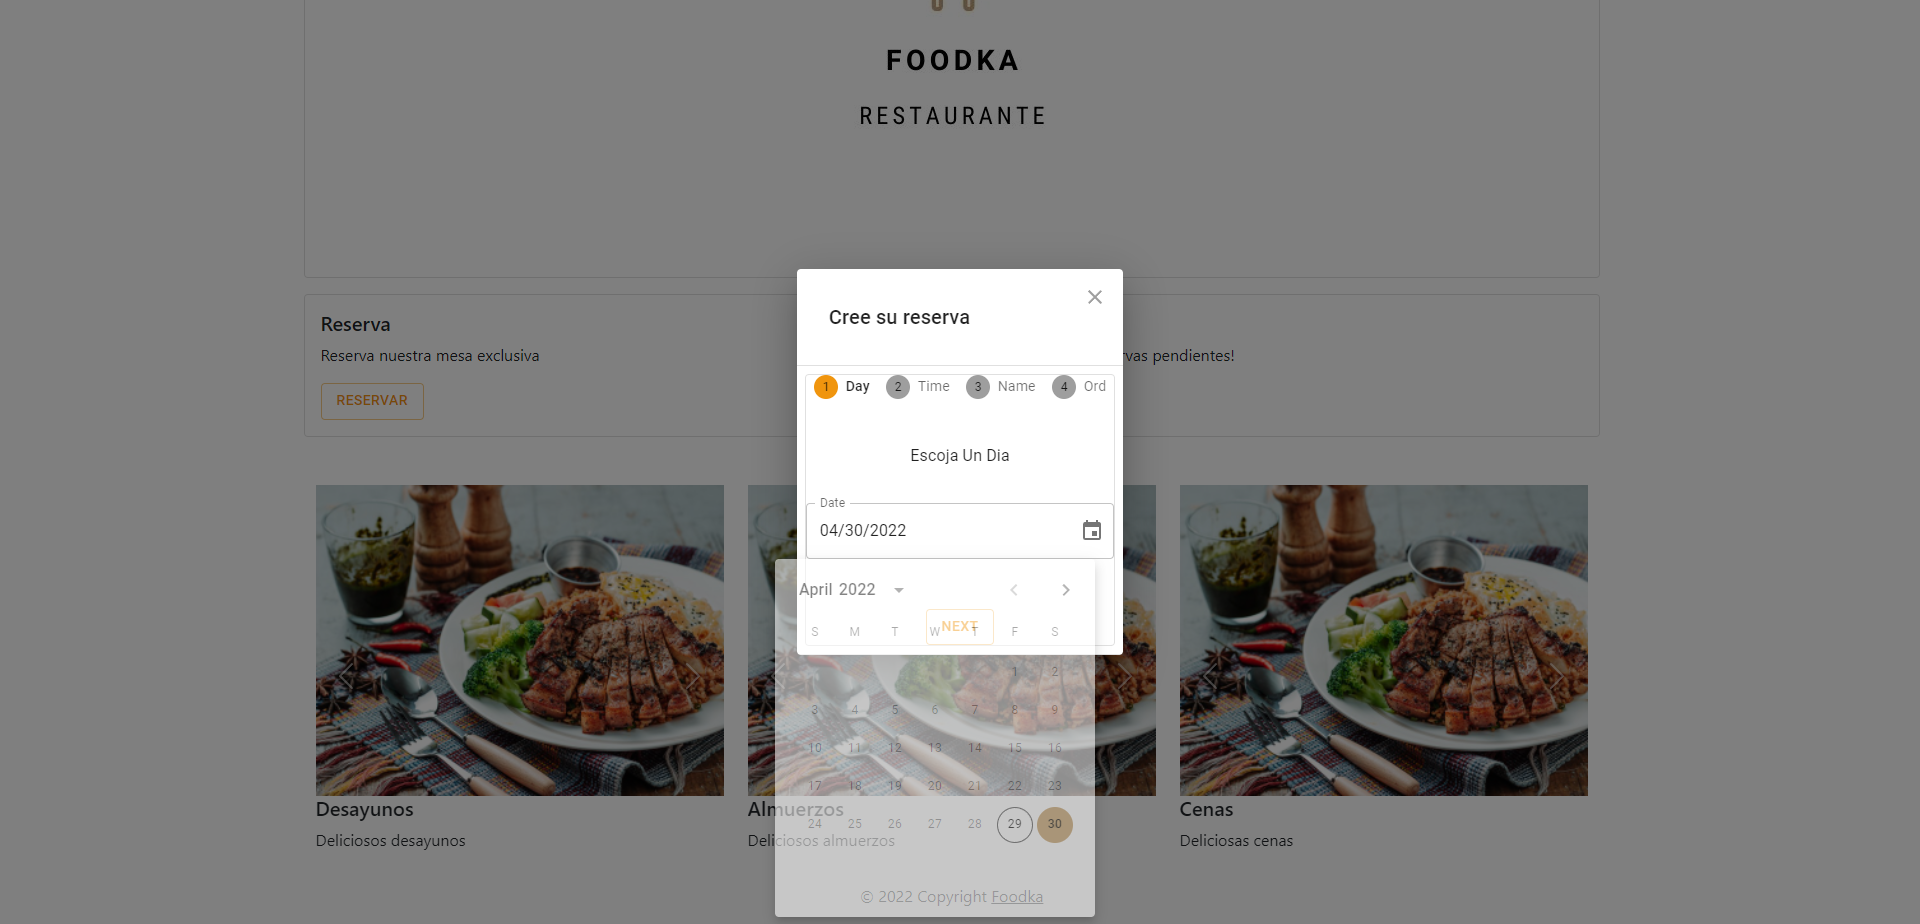 FOODKA
RESTAURANTE
Reserva
Reserva nuestra mesa exclusiva
RESERVAR
rvas pendientes!
Cree su reserva
1 Day 2 Time 3 Name 4 Ord
Escoja Un Dia
Date
04/30/2022
April 2022
NEXT
S M T W T F S
1 2
3 4 5 6 7 8 9
10 11 12 13 14 15 16
17 18 19 20 21 22 23
24 25 26 27 28 29 30
Desayunos
Deliciosos desayunos
Almuerzos
Deliciosos almuerzos
Cenas
Deliciosas cenas
© 2022 Copyright Foodka